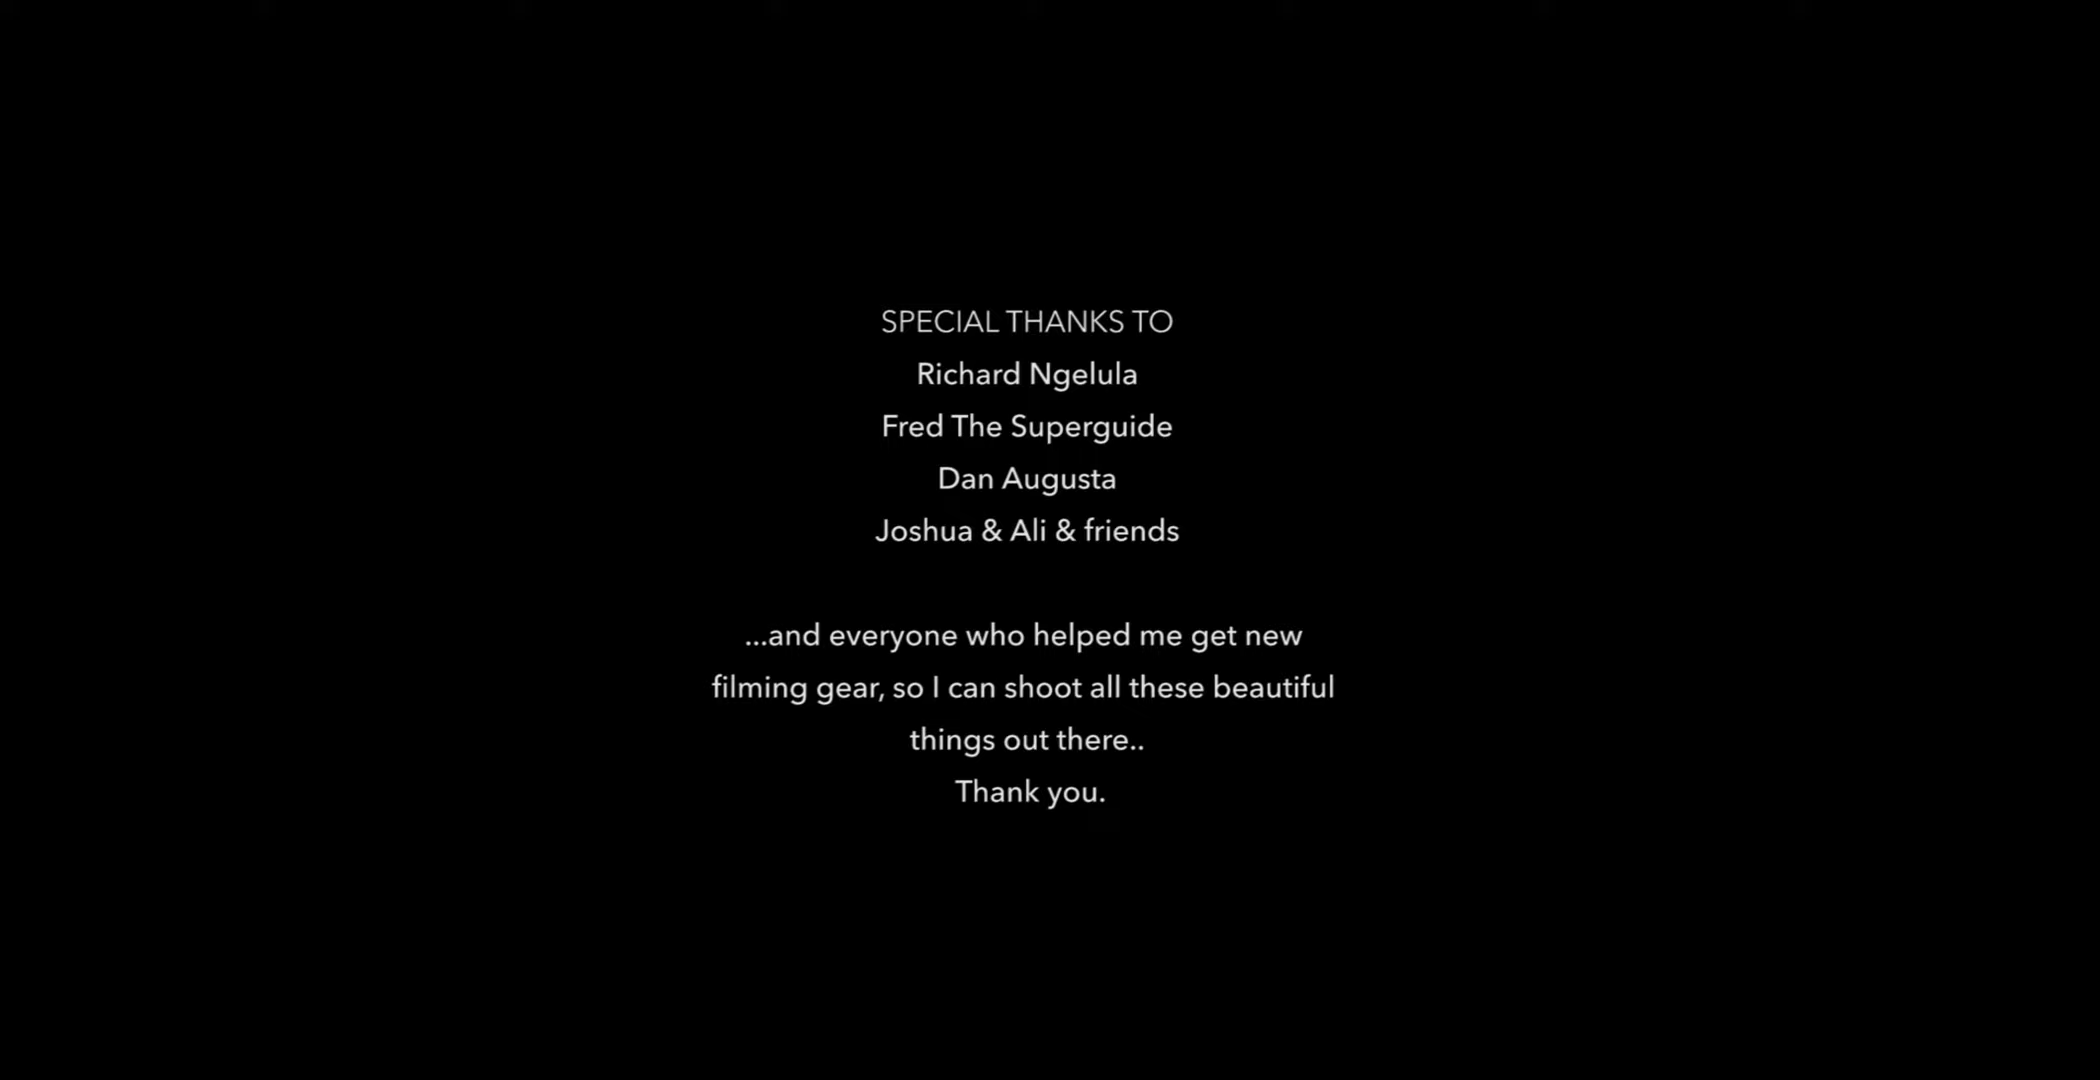 SPECIAL THANKS TO
Richard Ngelula
Fred The Superguide
Dan Augusta
Joshua & Ali & friends
...and everyone who helped me get new
filming gear, so I can shoot all these beautiful
things out there..
Thank you.